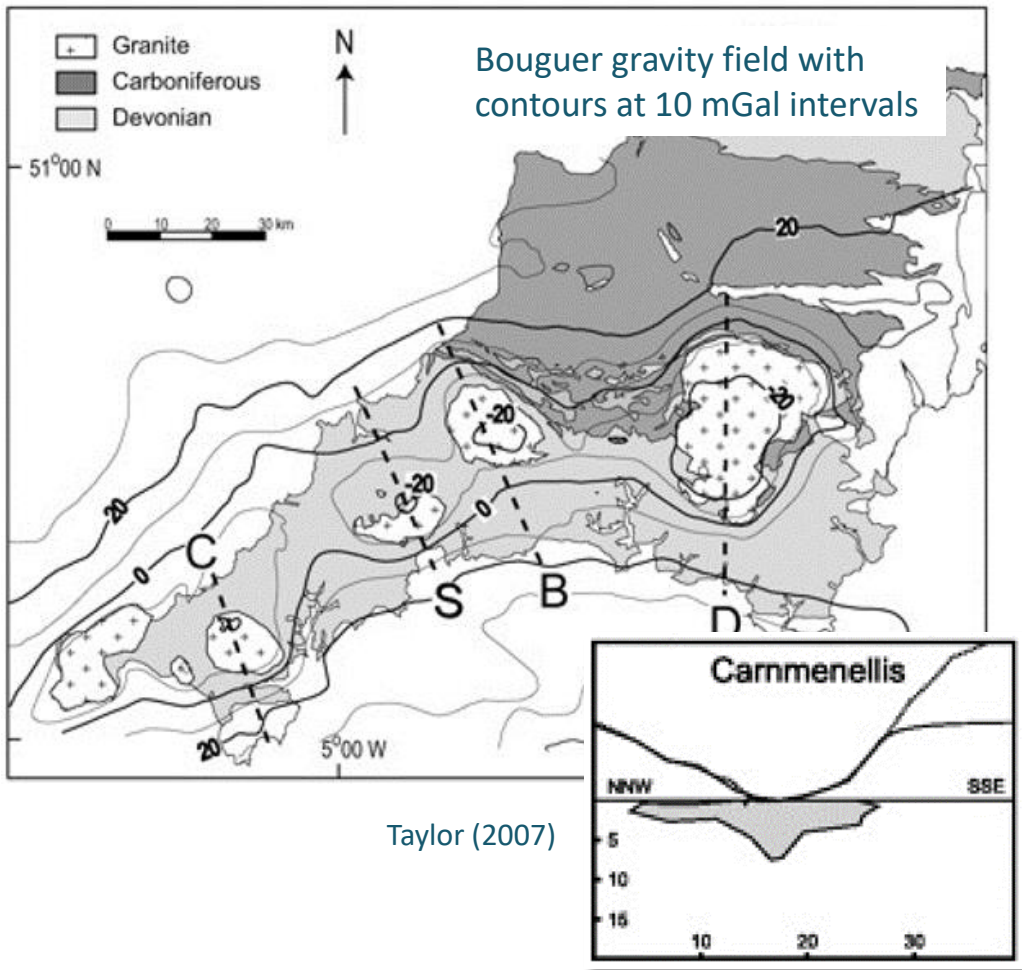 Granite
Carboniferous
Devonian
N
Bouguer gravity field with
contours at 10 mGal intervals
51°00 N
0 10 20 30 km
20
-20
-20
-20
20
0
0
C
S
B
D
20
5°00 W
Taylor (2007)
Carnmenellis
NNW SSE
5
10
15
10 20 30